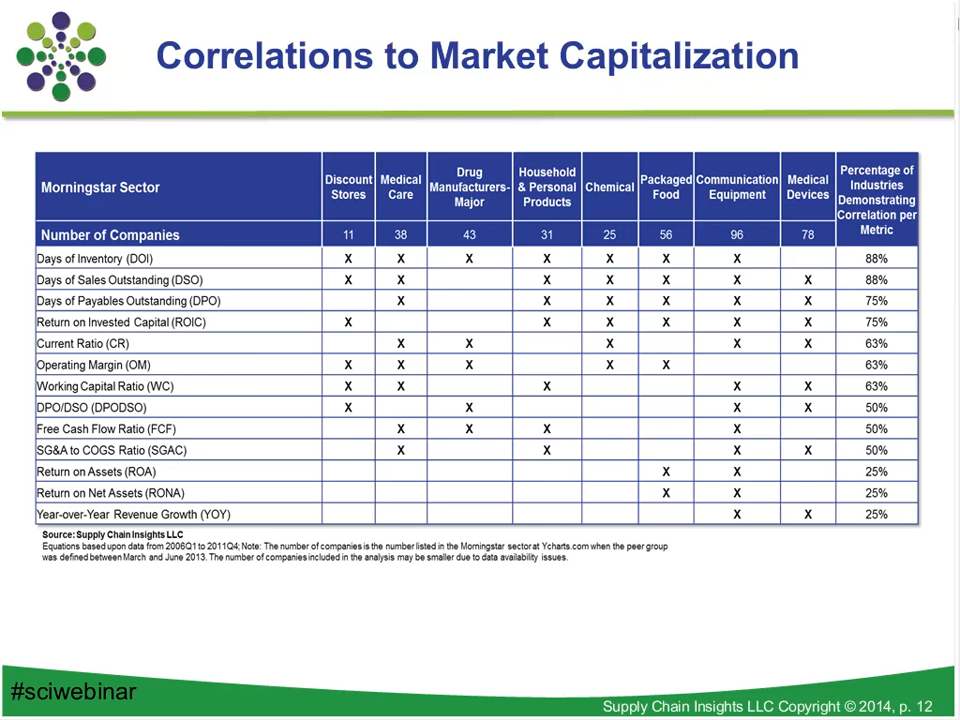 Correlations to Market Capitalization
Morningstar Sector Discount Stores Medical Care Drug Manufacturers-Major Household & Personal Products Chemical Packaged Food Communication Equipment Medical Devices Percentage of Industries Demonstrating Correlation per Metric
Number of Companies 11 38 43 31 25 56 96 78
Days of Inventory (DOI) X X X X X X X 88%
Days of Sales Outstanding (DSO) X X X X X X X 88%
Days of Payables Outstanding (DPO) X X X X X X 75%
Return on Invested Capital (ROIC) X X X X X X 75%
Current Ratio (CR) X X X X X 63%
Operating Margin (OM) X X X X X 63%
Working Capital Ratio (WC) X X X X X 63%
DPO/DSO (DPODSO) X X X X 50%
Free Cash Flow Ratio (FCF) X X X X 50%
SG&A to COGS Ratio (SGAC) X X X X 50%
Return on Assets (ROA) X X 25%
Return on Net Assets (RONA) X X 25%
Year-over-Year Revenue Growth (YOY) X X 25%
Source: Supply Chain Insights LLC
Equations based upon data from 2006Q1 to 2011Q4; Note: The number of companies is the number listed in the Morningstar sector at Ycharts.com when the peer group
was defined between March and June 2013. The number of companies included in the analysis may be smaller due to data availability issues.
#sciwebinar
Supply Chain Insights LLC Copyright © 2014, p. 12